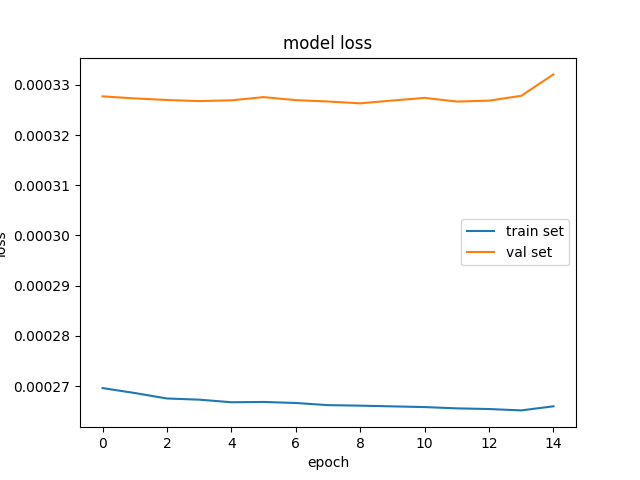 model loss
0.00033
0.00032
0.00031
0.00030
0.00029
0.00028
0.00027
loss
train set
val set
0 2 4 6 8 10 12 14
epoch